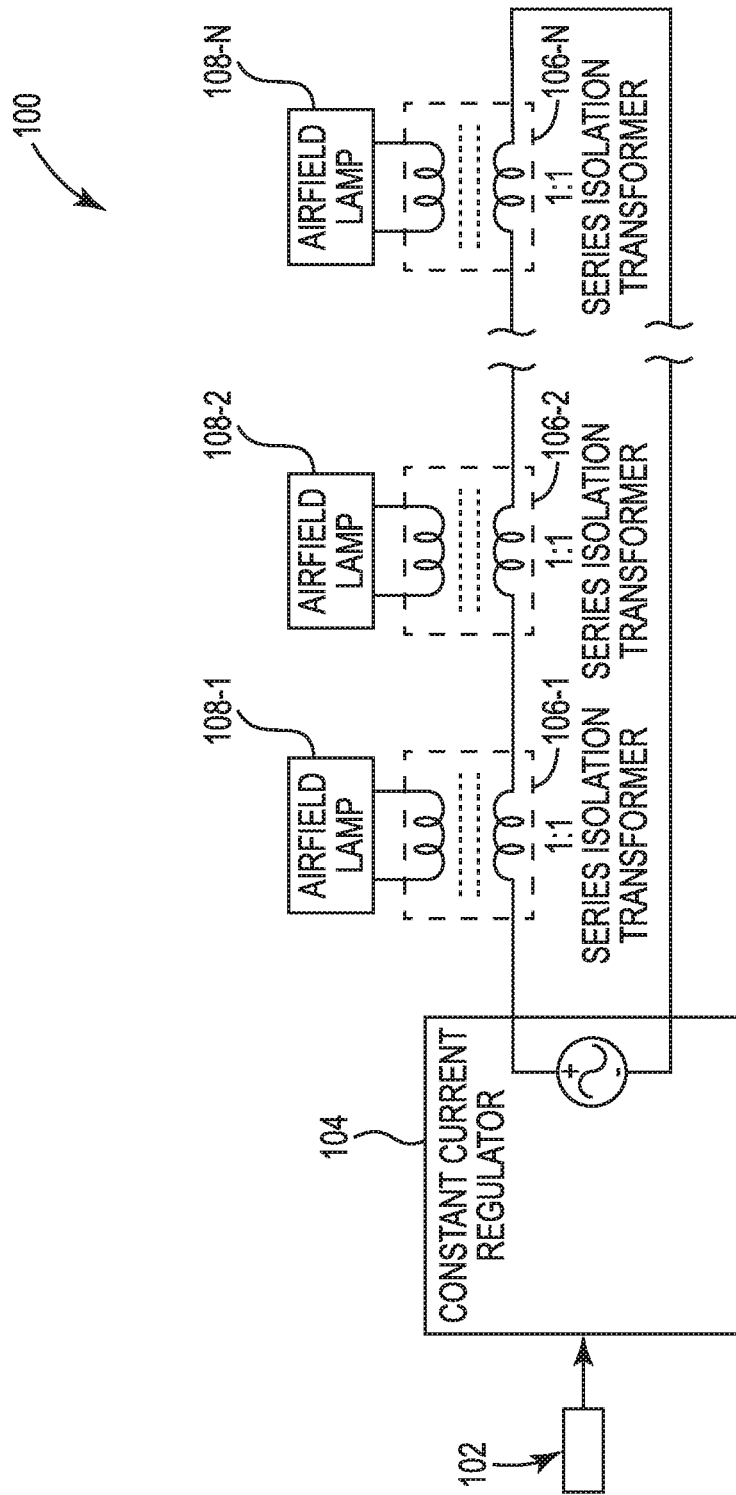 100
108-N
AIRFIELD
LAMP
106-N
1:1
SERIES ISOLATION
TRANSFORMER
108-2
AIRFIELD
LAMP
106-2
1:1
SERIES ISOLATION
TRANSFORMER
108-1
AIRFIELD
LAMP
106-1
1:1
SERIES ISOLATION
TRANSFORMER
104
CONSTANT CURRENT
REGULATOR
+
-
102